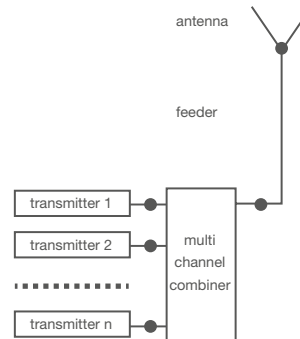 antenna
feeder
transmitter 1
transmitter 2
multi
channel
combiner
transmitter n